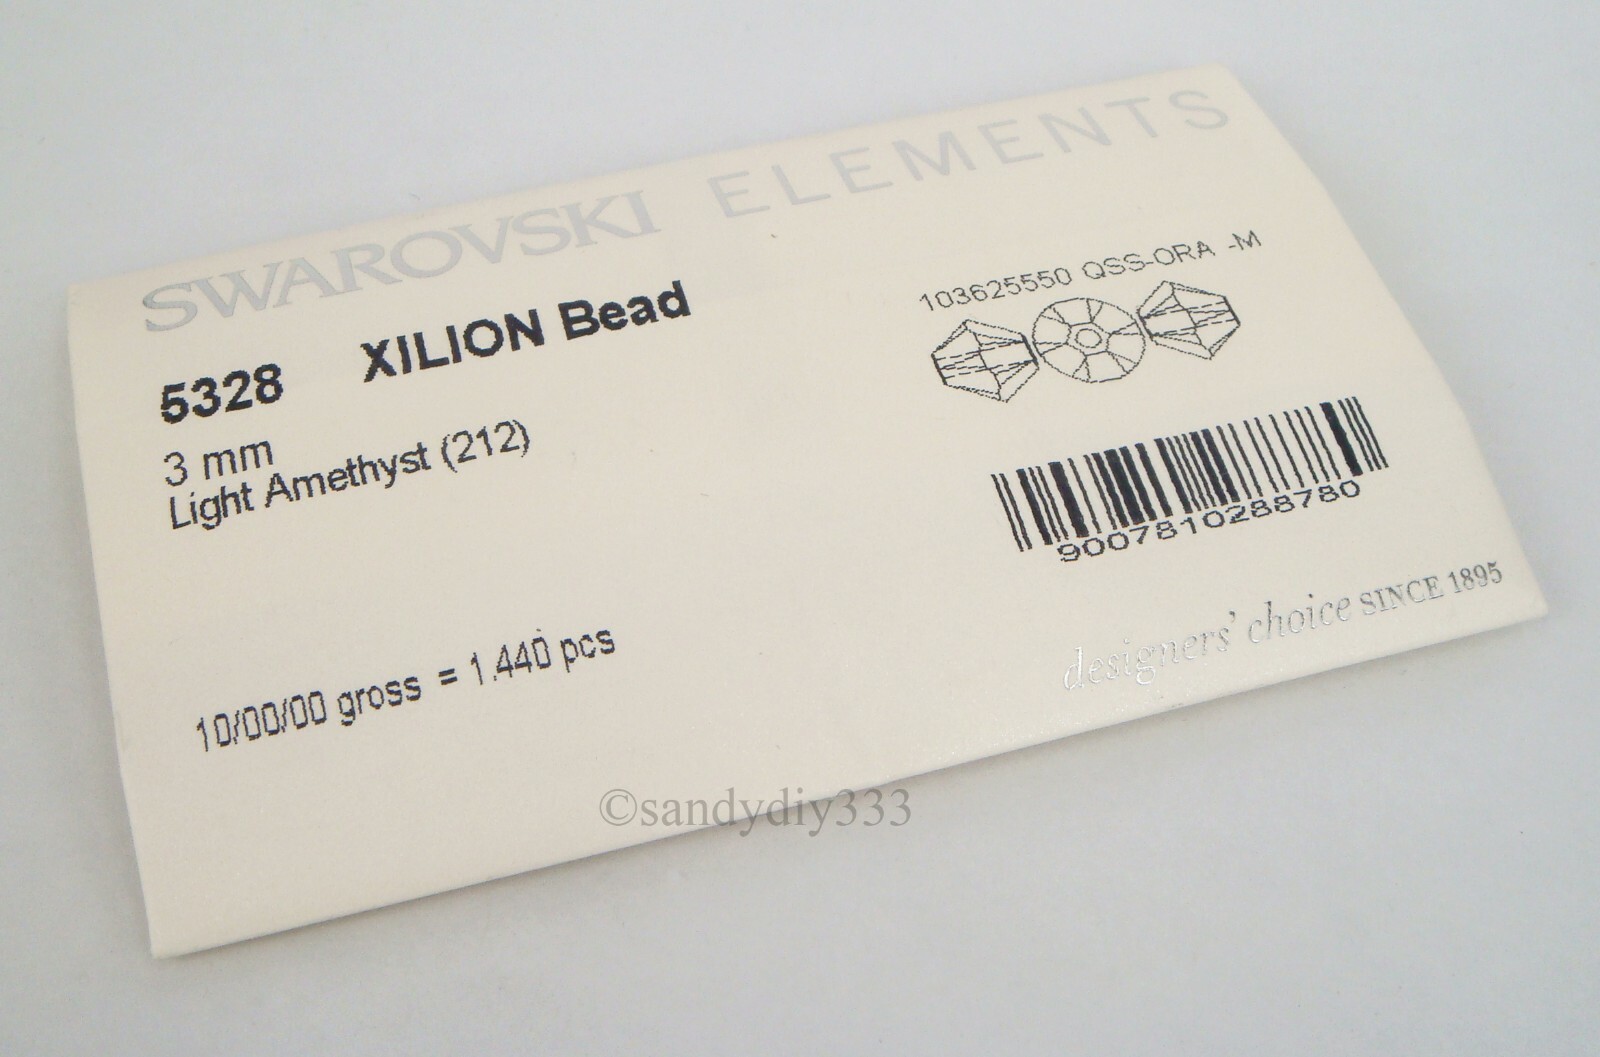 SWAROVSKI ELEMENTS
5328 XILION Bead
3 mm
Light Amethyst (212)
10/00/00 gross = 1.440 pcs
103625550 QSS-ORA -M
9007810288780
designers' choice SINCE 1895
©sandydiy333